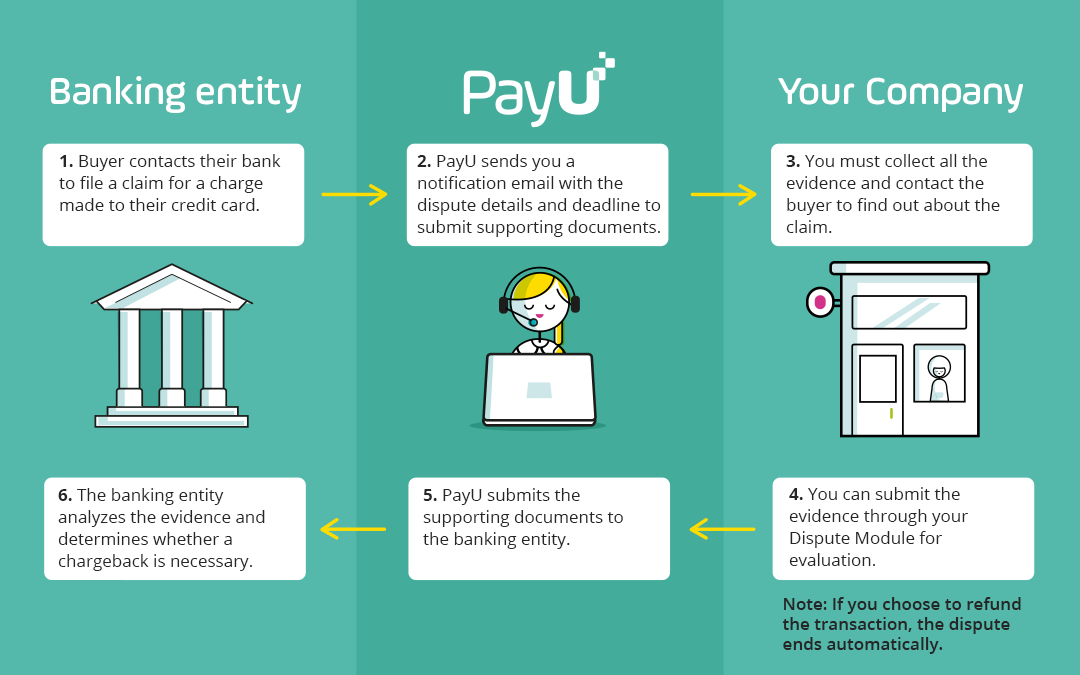 Banking entity
PayU
Your Company
1. Buyer contacts their bank
to file a claim for a charge
made to their credit card.
2. PayU sends you a
notification email with the
dispute details and deadline to
submit supporting documents.
3. You must collect all the
evidence and contact the
buyer to find out about the
claim.
6. The banking entity
analyzes the evidence and
determines whether a
chargeback is necessary.
5. PayU submits the
supporting documents to
the banking entity.
4. You can submit the
evidence through your
Dispute Module for
evaluation.
Note: If you choose to refund
the transaction, the dispute
ends automatically.